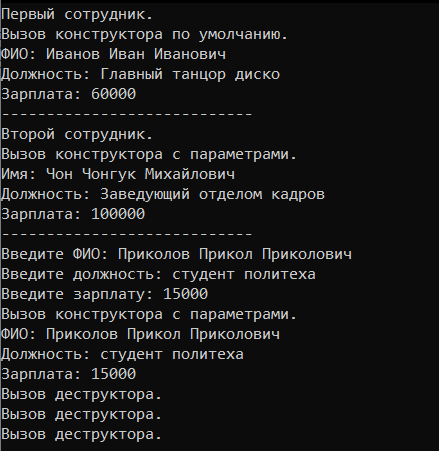 Первый сотрудник.
Вызов конструктора по умолчанию.
ФИО: Иванов Иван Иванович
Должность: Главный танцор диско
Зарплата: 60000
----------------------------
Второй сотрудник.
Вызов конструктора с параметрами.
Имя: Чон Чонгук Михайлович
Должность: Заведующий отделом кадров
Зарплата: 100000
----------------------------
Введите ФИО: Приколов Прикол Приколович
Введите должность: студент политеха
Введите зарплату: 15000
Вызов конструктора с параметрами.
ФИО: Приколов Прикол Приколович
Должность: студент политеха
Зарплата: 15000
Вызов деструктора.
Вызов деструктора.
Вызов деструктора.